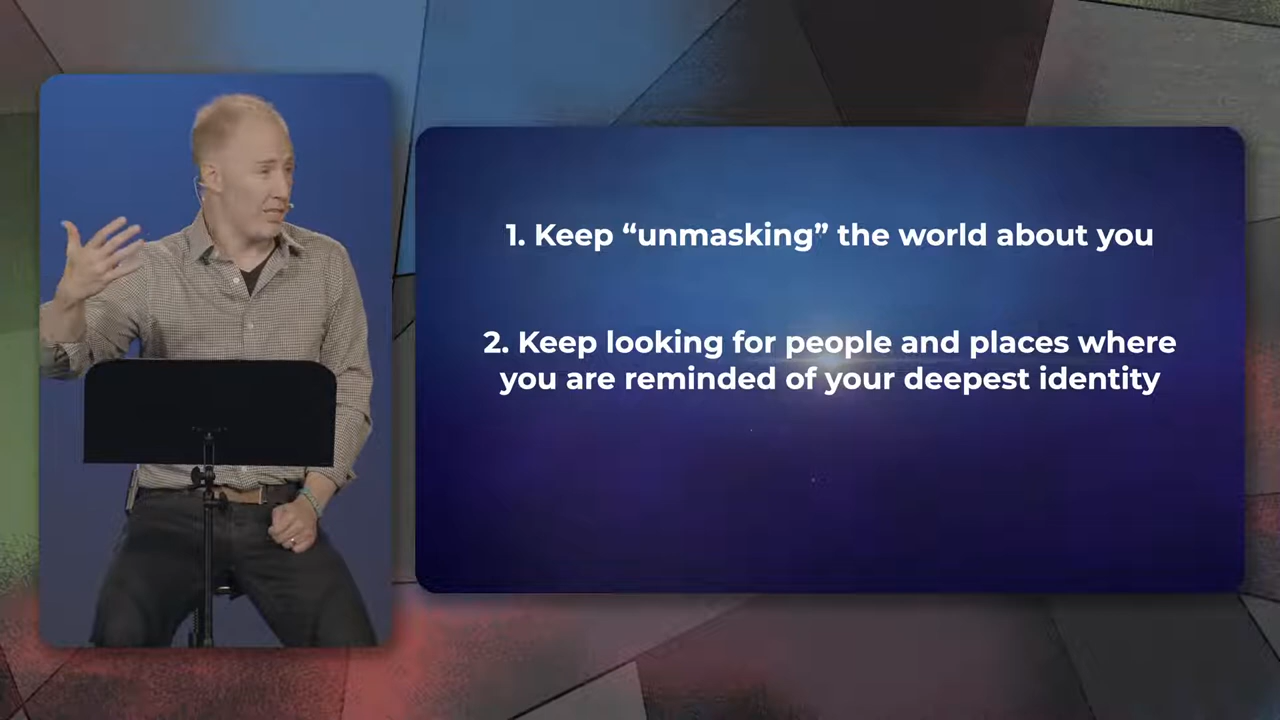 1. Keep “unmasking” the world about you
2. Keep looking for people and places where
you are reminded of your deepest identity